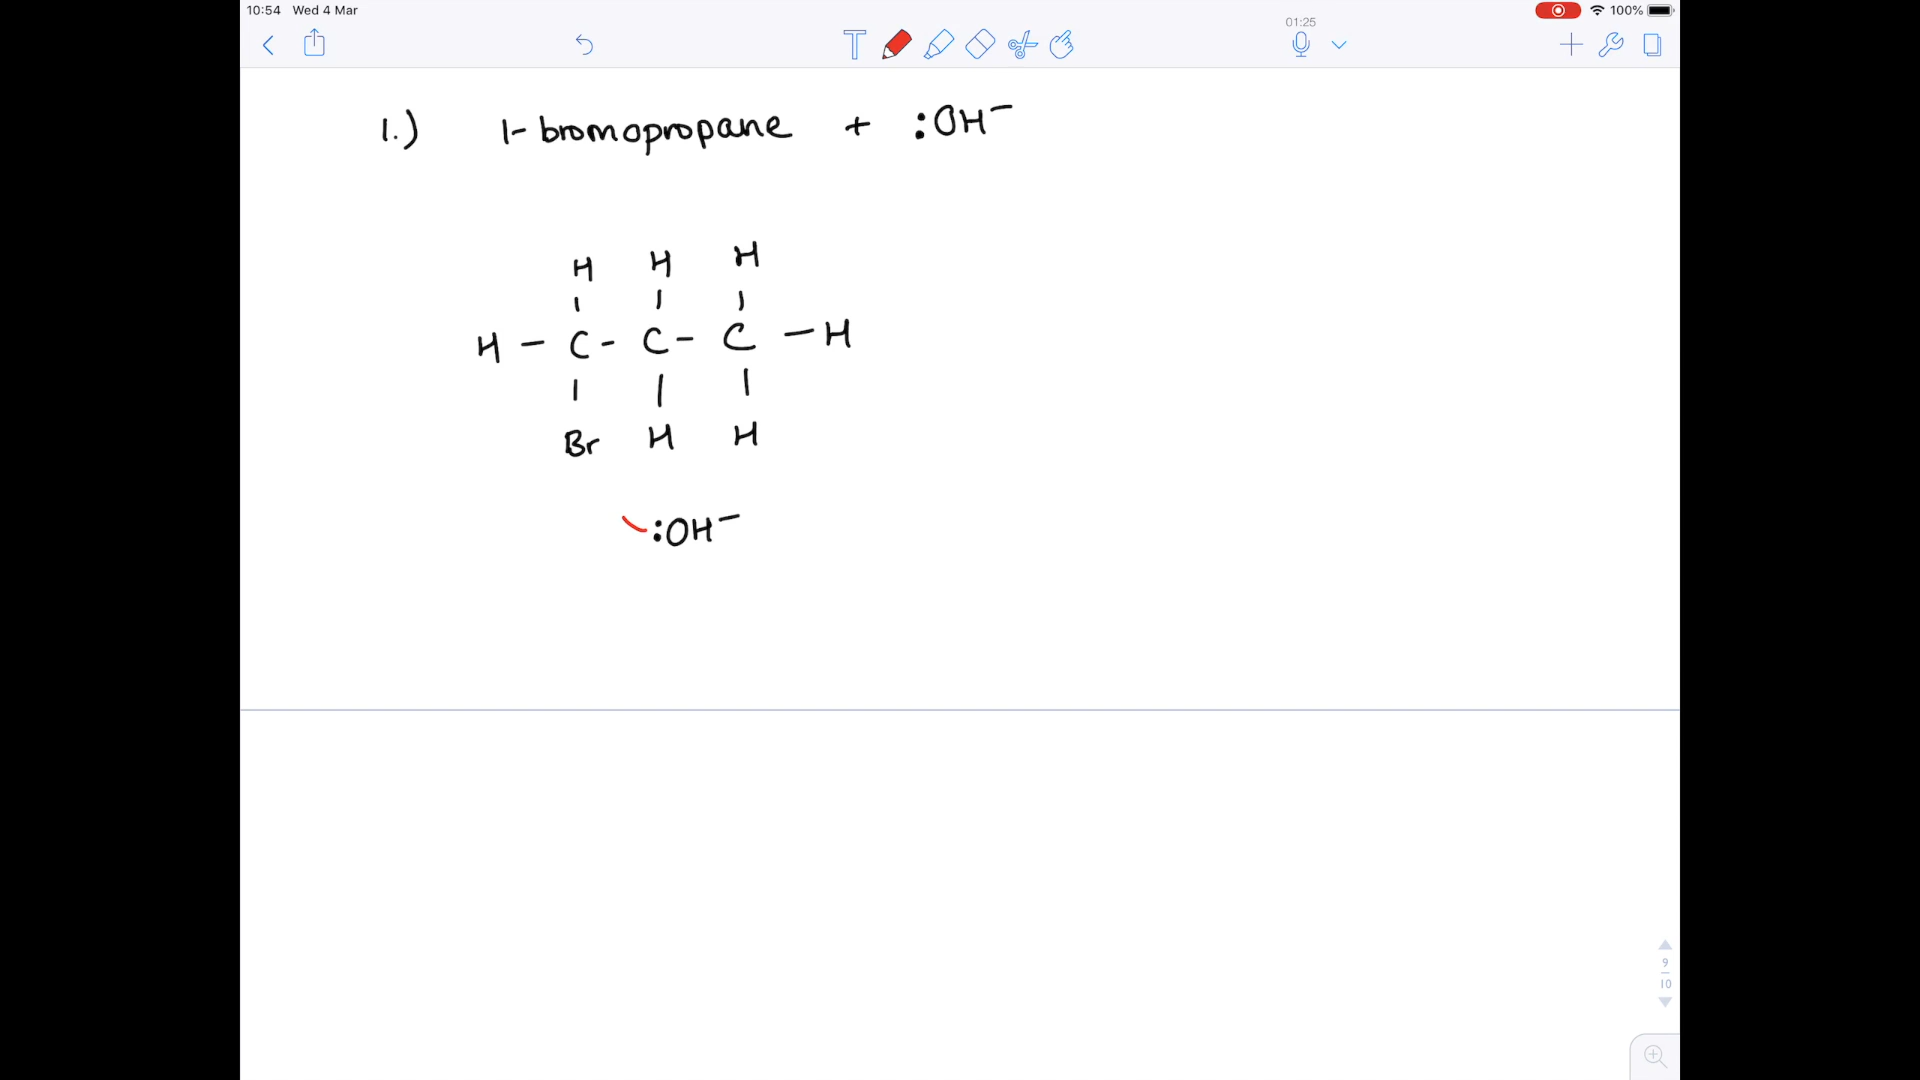 10:54 Wed 4 Mar 100%
01:25
T
1.) 1-bromopropane + :OH⁻
H H H
H - C - C - C - H
Br H H
:OH⁻
9
10